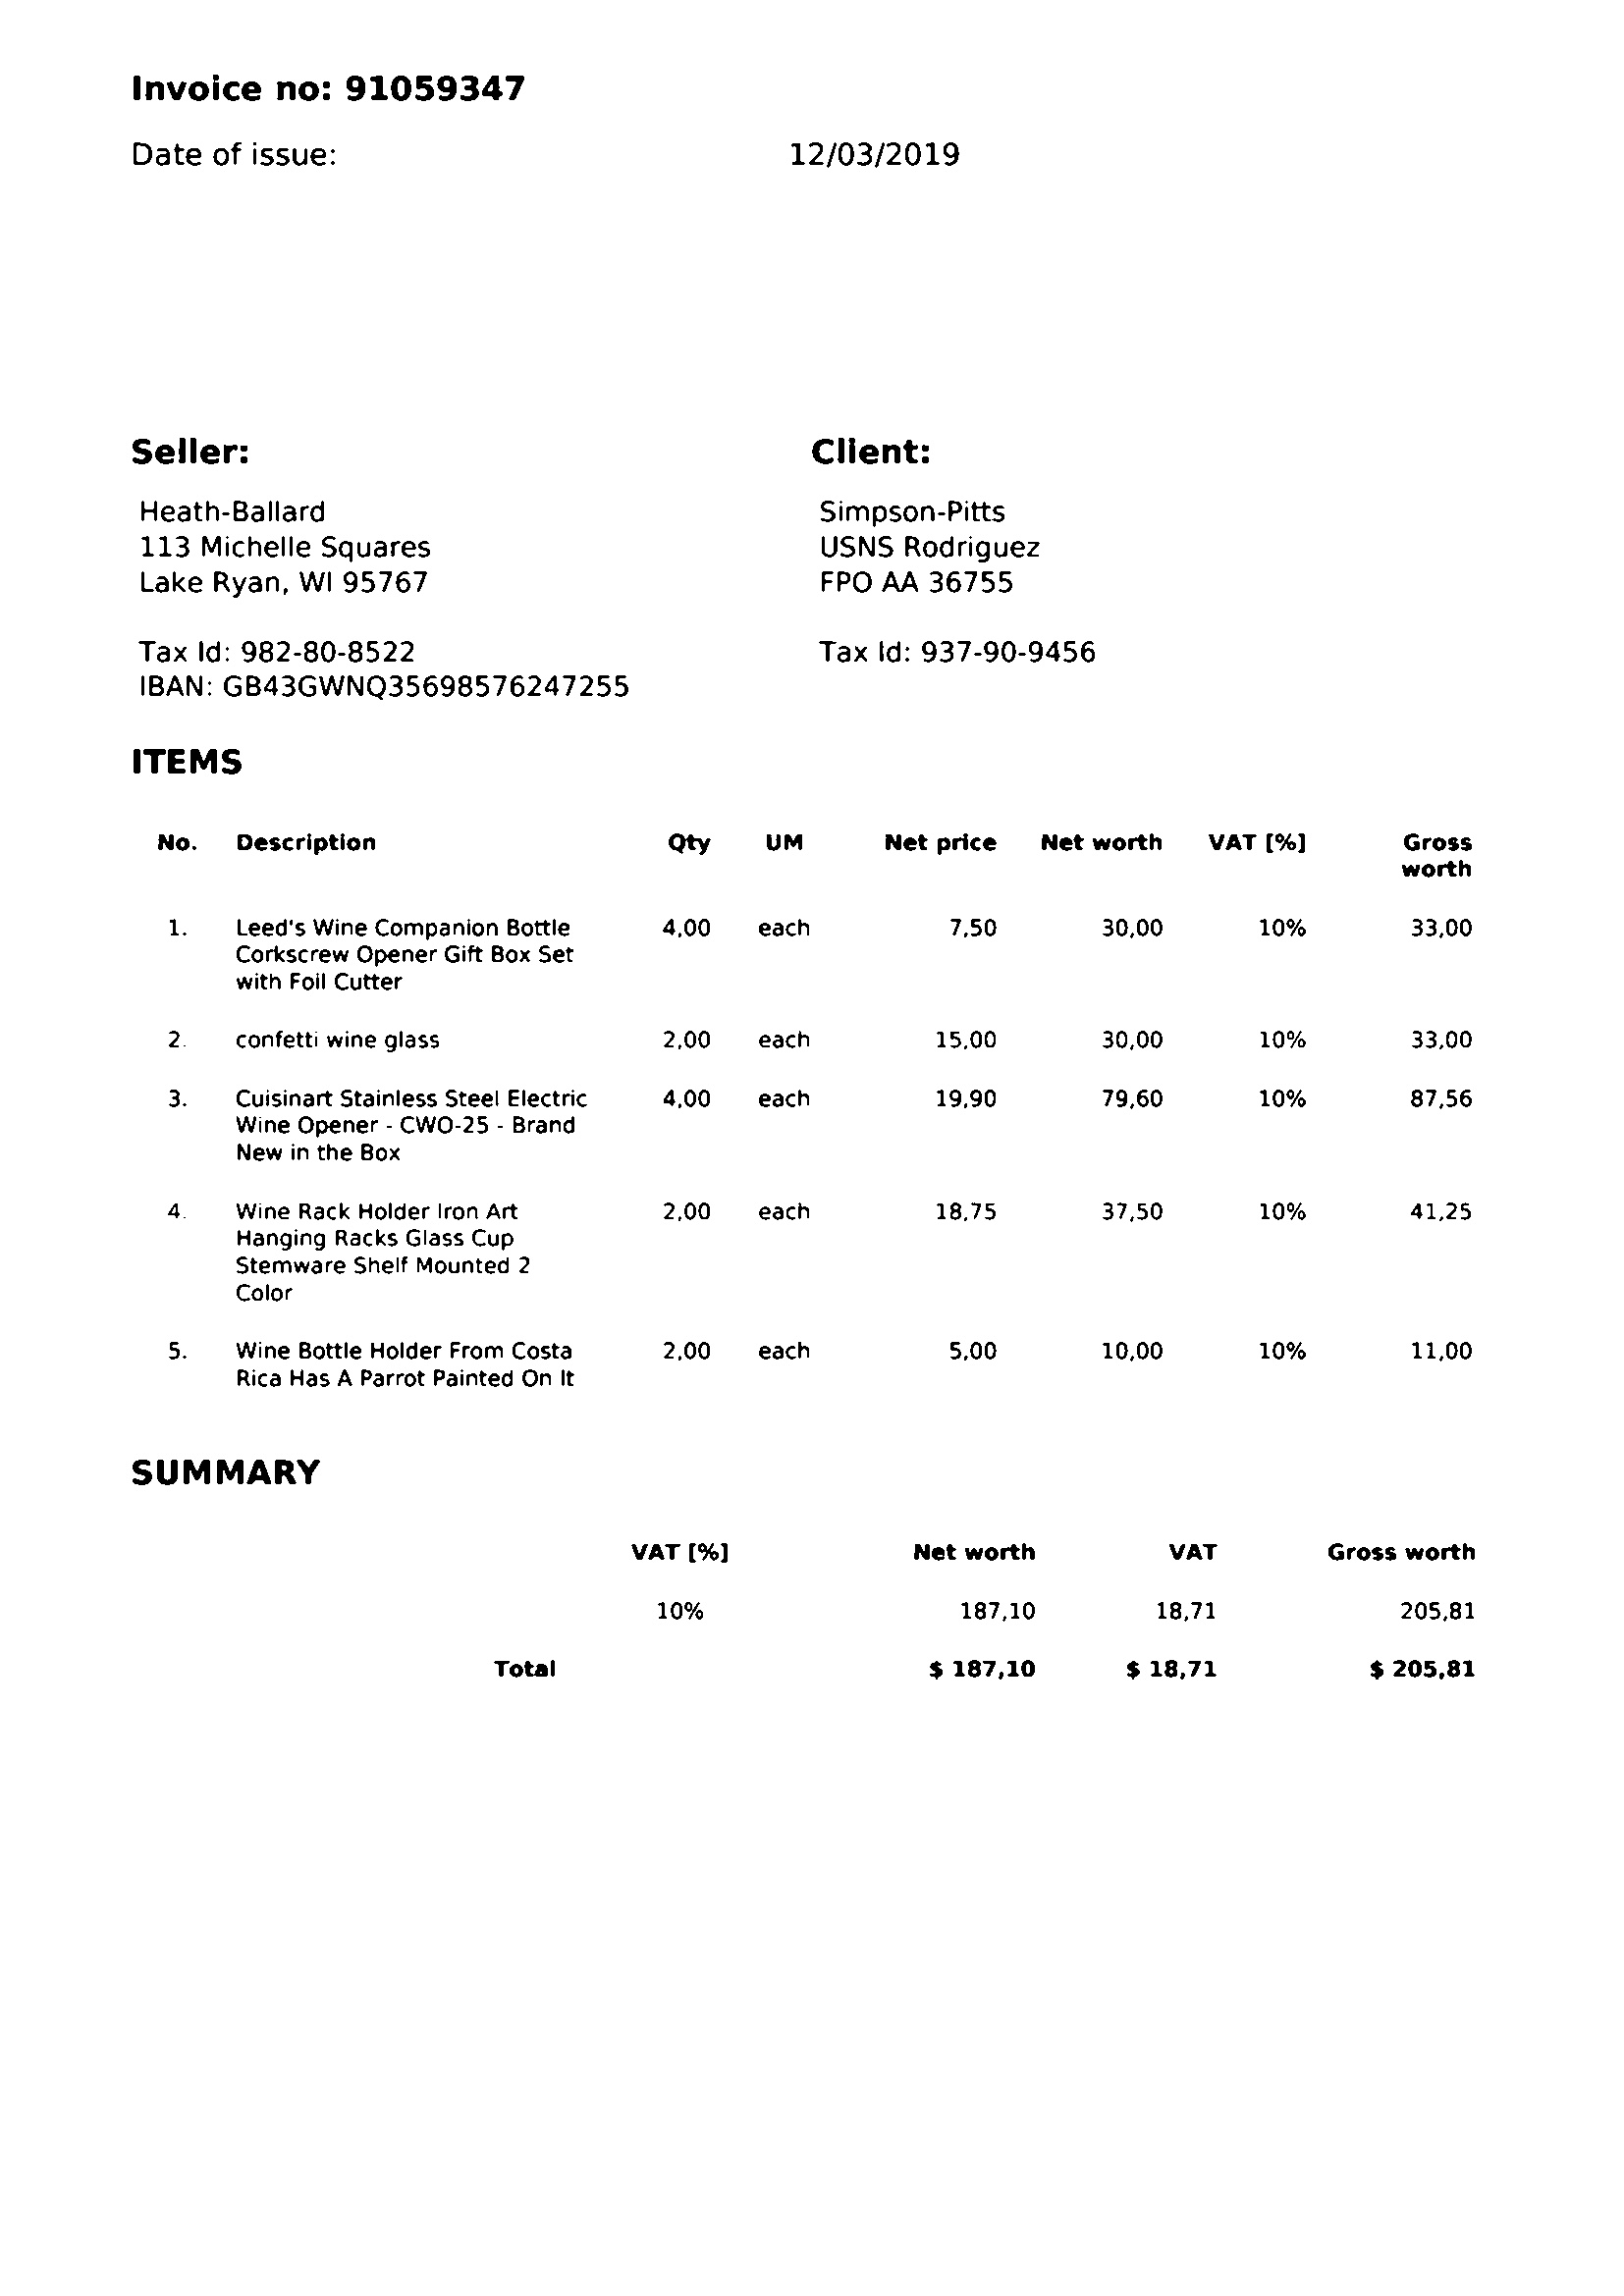 Invoice no: 91059347
Date of issue: 12/03/2019
Seller: Client:
Heath-Ballard Simpson-Pitts
113 Michelle Squares USNS Rodriguez
Lake Ryan, WI 95767 FPO AA 36755
Tax Id: 982-80-8522 Tax Id: 937-90-9456
IBAN: GB43GWNQ35698576247255
ITEMS
No. Description Qty UM Net price Net worth VAT [%] Gross
worth
1. Leed's Wine Companion Bottle 4,00 each 7,50 30,00 10% 33,00
Corkscrew Opener Gift Box Set
with Foil Cutter
2. confetti wine glass 2,00 each 15,00 30,00 10% 33,00
3. Cuisinart Stainless Steel Electric 4,00 each 19,90 79,60 10% 87,56
Wine Opener - CWO-25 - Brand
New in the Box
4. Wine Rack Holder Iron Art 2,00 each 18,75 37,50 10% 41,25
Hanging Racks Glass Cup
Stemware Shelf Mounted 2
Color
5. Wine Bottle Holder From Costa 2,00 each 5,00 10,00 10% 11,00
Rica Has A Parrot Painted On It
SUMMARY
VAT [%] Net worth VAT Gross worth
10% 187,10 18,71 205,81
Total $ 187,10 $ 18,71 $ 205,81